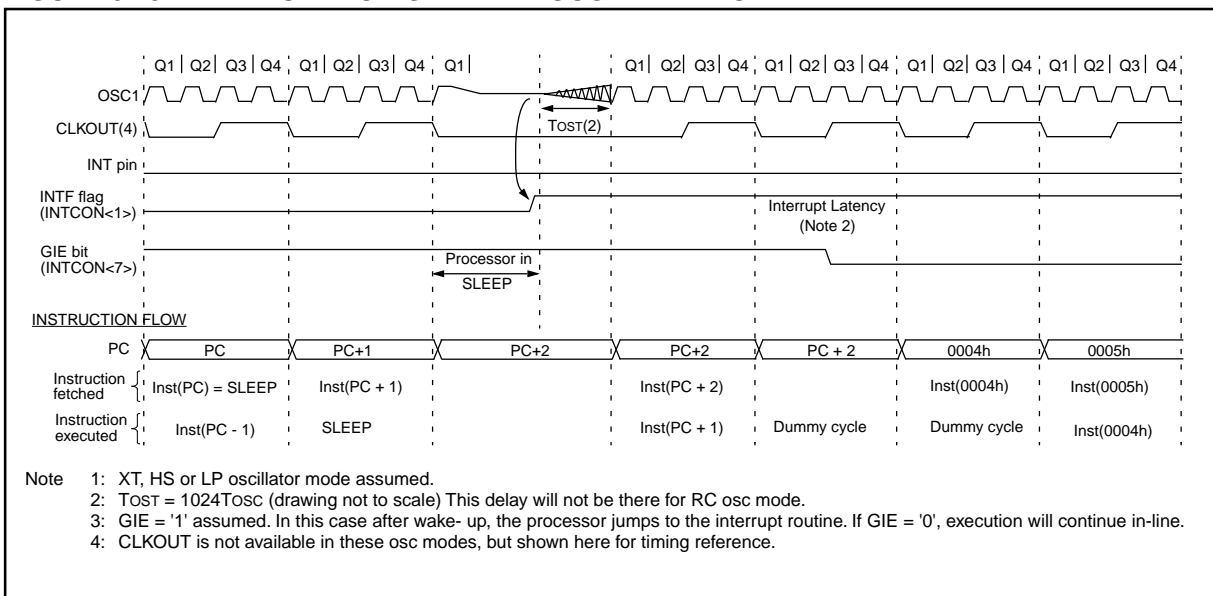 Q1 Q2 Q3 Q4 Q1 Q2 Q3 Q4 Q1 Q1 Q2 Q3 Q4 Q1 Q2 Q3 Q4 Q1 Q2 Q3 Q4 Q1 Q2 Q3 Q4
OSC1
CLKOUT(4)
TOST(2)
INT pin
INTF flag
(INTCON<1>)
Interrupt Latency
(Note 2)
GIE bit
(INTCON<7>)
Processor in
SLEEP
INSTRUCTION FLOW
PC PC PC+1 PC+2 PC+2 PC + 2 0004h 0005h
Instruction
fetched
Inst(PC) = SLEEP Inst(PC + 1) Inst(PC + 2) Inst(0004h) Inst(0005h)
Instruction
executed
Inst(PC - 1) SLEEP Inst(PC + 1) Dummy cycle Dummy cycle Inst(0004h)
Note 1: XT, HS or LP oscillator mode assumed.
2: TOST = 1024TOSC (drawing not to scale) This delay will not be there for RC osc mode.
3: GIE = '1' assumed. In this case after wake- up, the processor jumps to the interrupt routine. If GIE = '0', execution will continue in-line.
4: CLKOUT is not available in these osc modes, but shown here for timing reference.